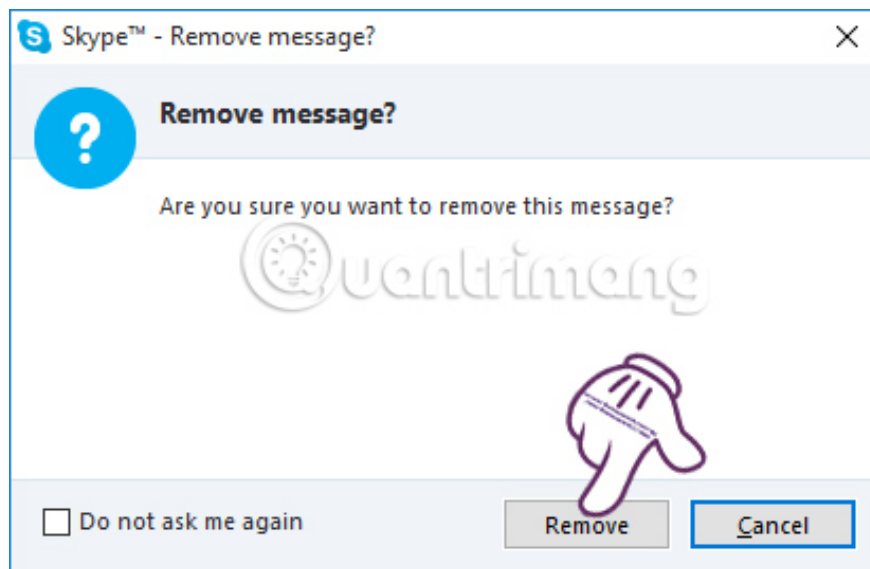 Skype™ - Remove message?
Remove message?
Are you sure you want to remove this message?
Quantrimang
Do not ask me again
Remove
Cancel